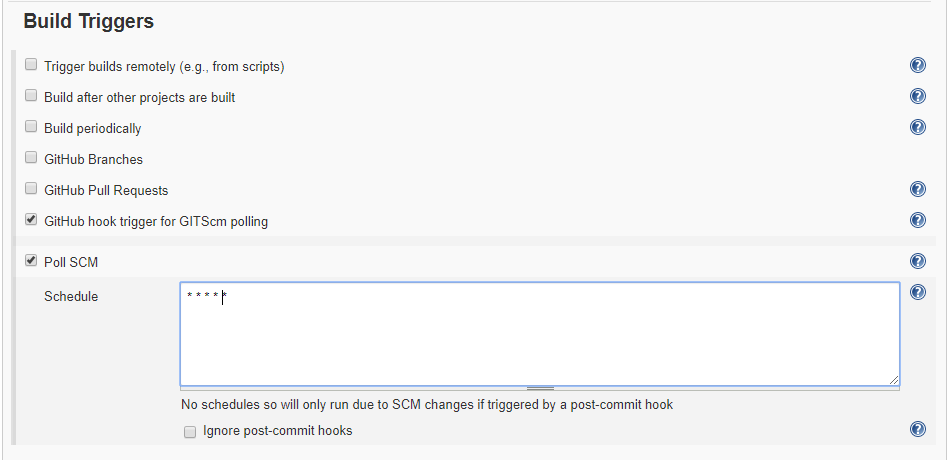 Build Triggers
Trigger builds remotely (e.g., from scripts)
Build after other projects are built
Build periodically
GitHub Branches
GitHub Pull Requests
GitHub hook trigger for GITScm polling
Poll SCM
Schedule
* * * * *
No schedules so will only run due to SCM changes if triggered by a post-commit hook
Ignore post-commit hooks